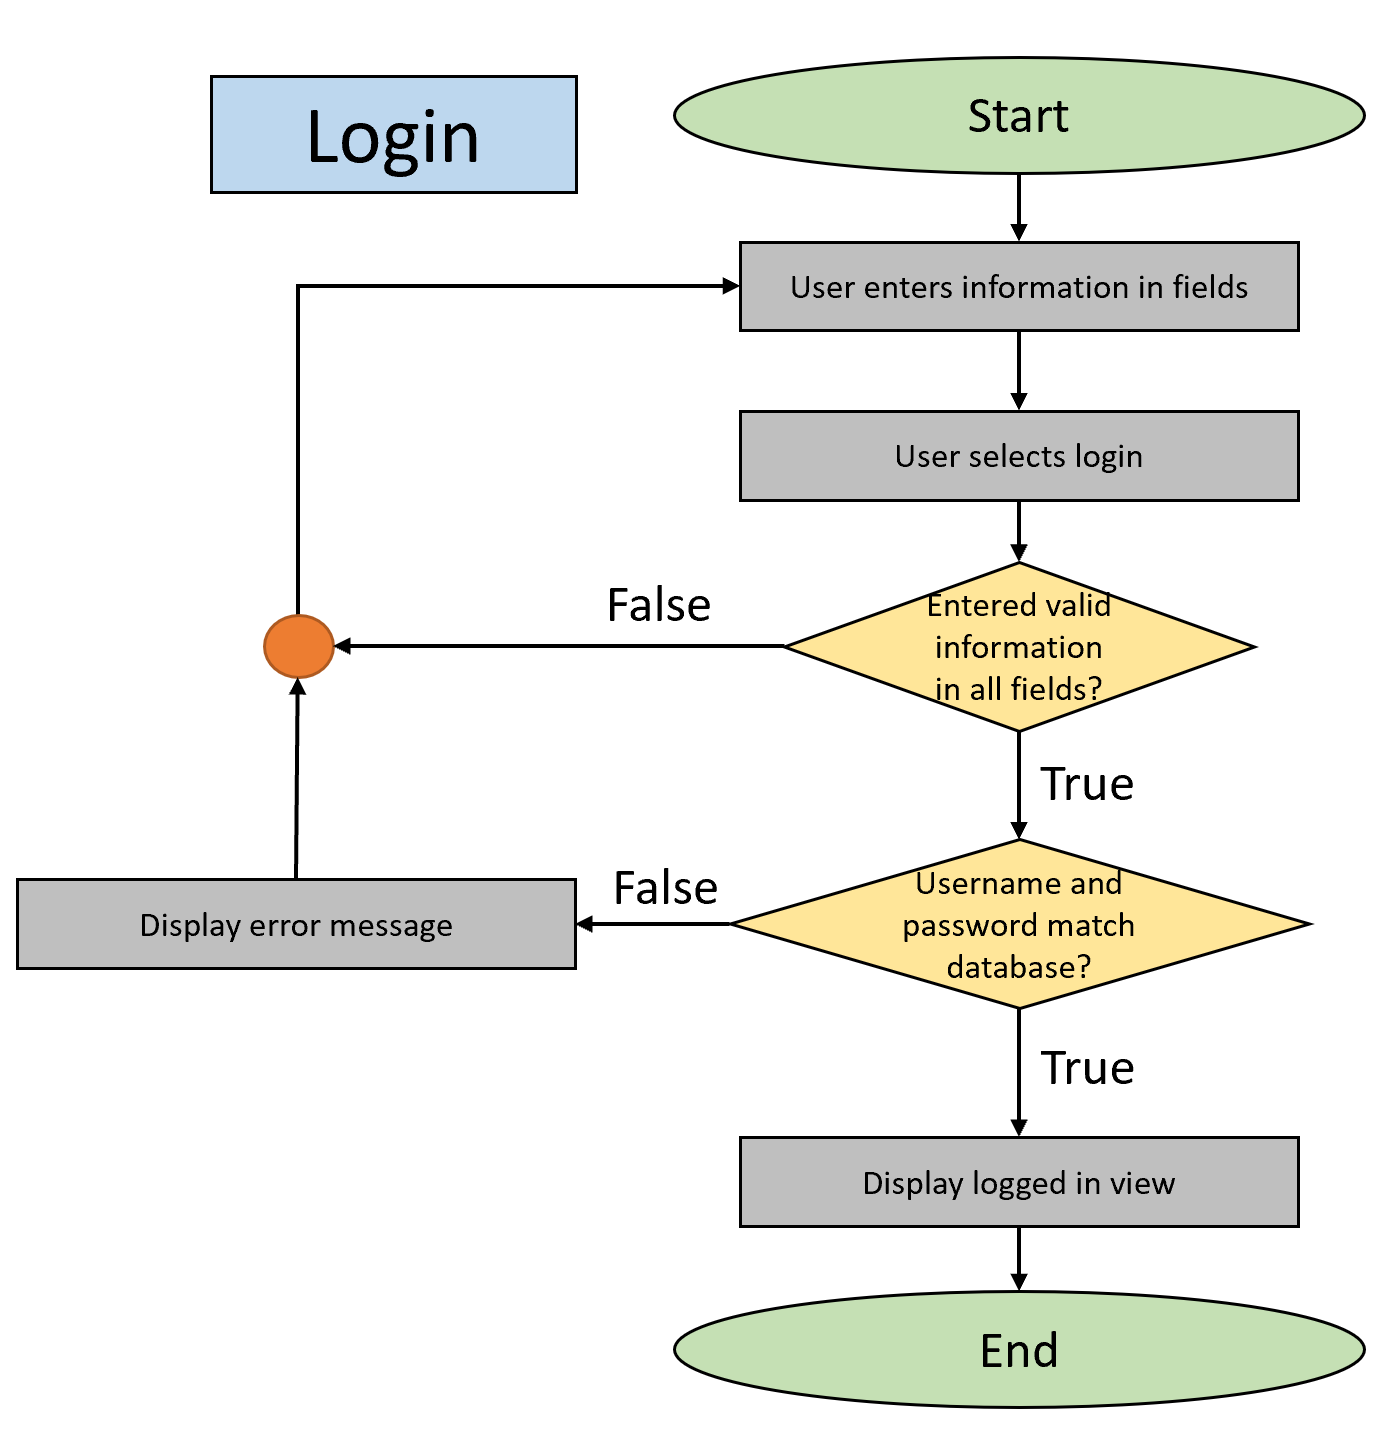 Login
Start
User enters information in fields
User selects login
False
Entered valid
information
in all fields?
True
Display error message
False
Username and
password match
database?
True
Display logged in view
End